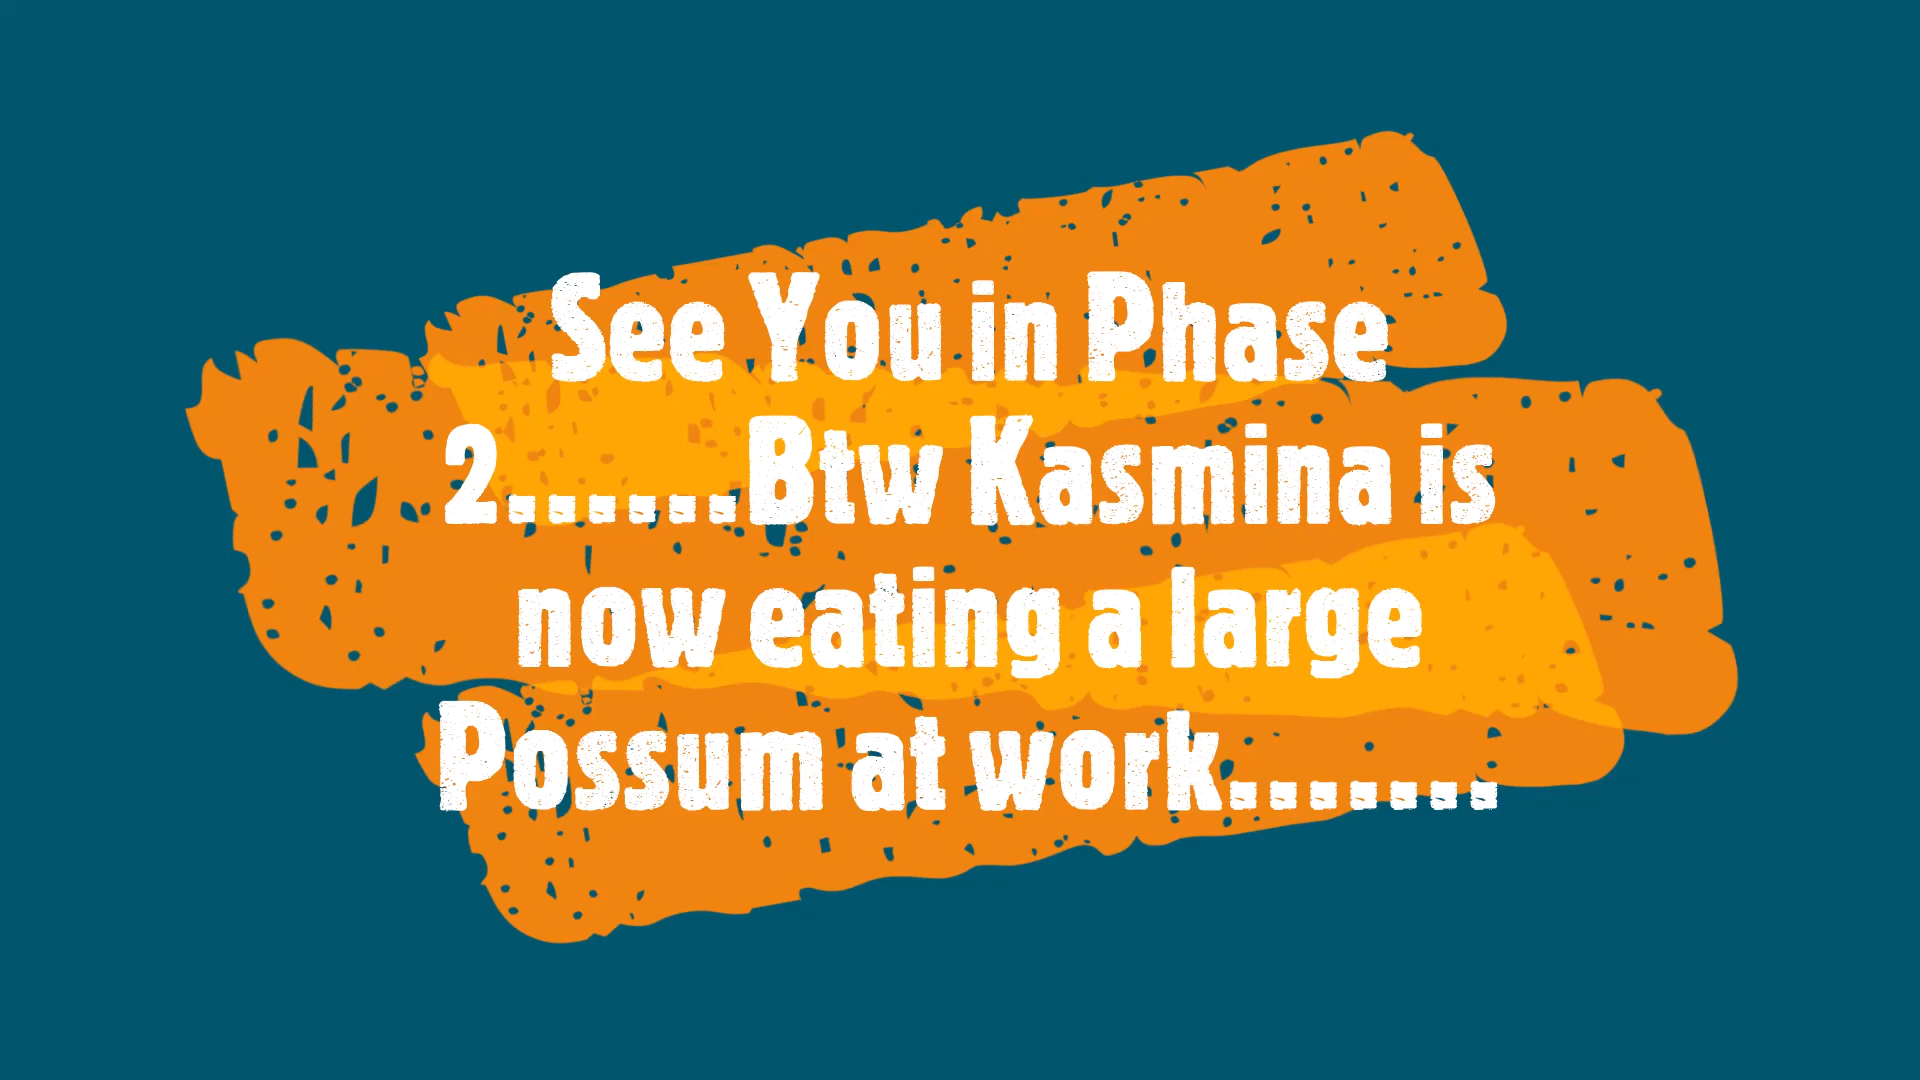 See You in Phase
2......Btw Kasmina is
now eating a large
Possum at work.......